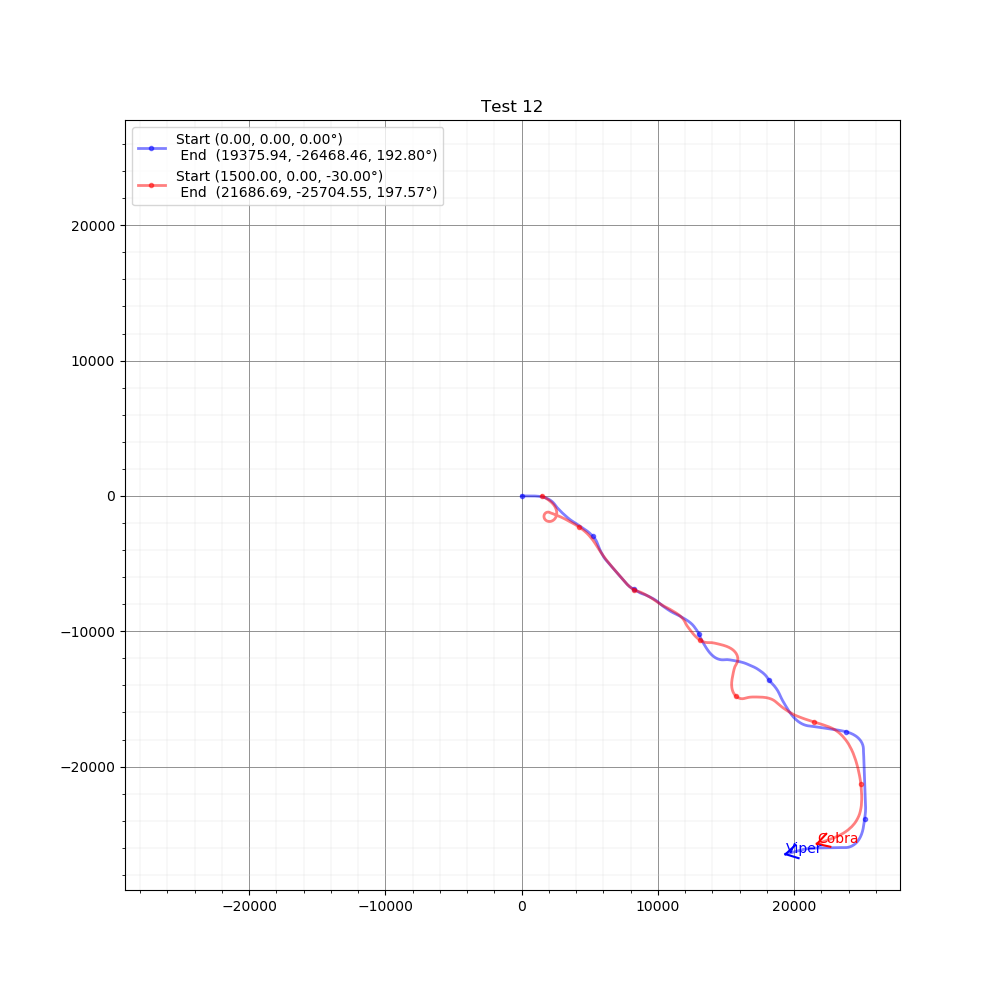 Test 12
Start (0.00, 0.00, 0.00°)
End  (19375.94, -26468.46, 192.80°)
Start (1500.00, 0.00, -30.00°)
End  (21686.69, -25704.55, 197.57°)
20000
10000
0
−10000
−20000
Cobra
Viper
−20000
−10000
0
10000
20000